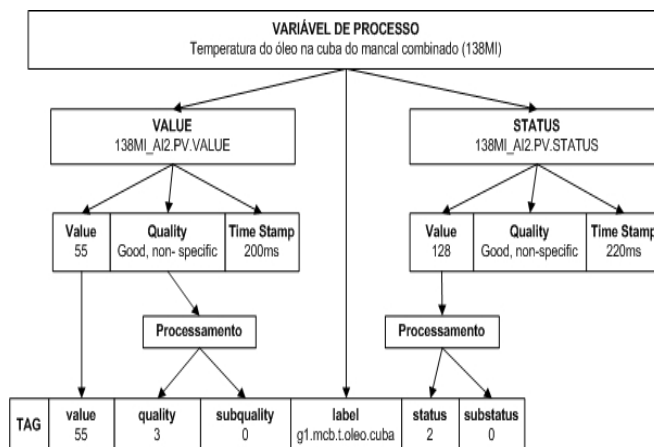 VARIÁVEL DE PROCESSO
Temperatura do óleo na cuba do mancal combinado (138MI)
VALUE
138MI_AI2.PV.VALUE
STATUS
138MI_AI2.PV.STATUS
Value Quality Time Stamp
55 Good, non- specific 200ms
Value Quality Time Stamp
128 Good, non-specific 220ms
Processamento
Processamento
TAG value quality subquality label status substatus
55 3 0 g1.mcb.t.oleo.cuba 2 0